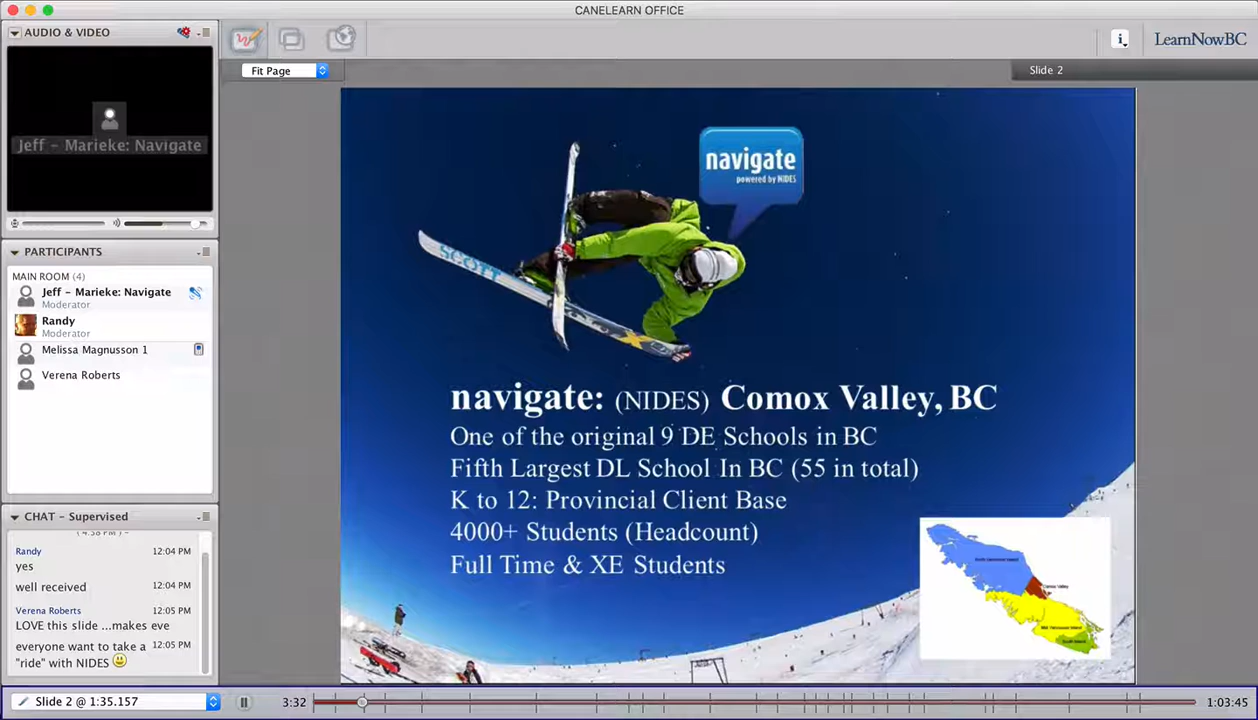 CANELEARN OFFICE
AUDIO & VIDEO
Jeff - Marieke: Navigate
PARTICIPANTS
MAIN ROOM (4)
Jeff - Marieke: Navigate
Moderator
Randy
Moderator
Melissa Magnusson 1
Verena Roberts
CHAT - Supervised
Randy 12:04 PM
yes
well received 12:04 PM
Verena Roberts 12:05 PM
LOVE this slide ...makes eve
everyone want to take a 12:05 PM
"ride" with NIDES
Fit Page
Slide 2
i
LearnNowBC
navigate
powered by NIDES
SCOTT
navigate: (NIDES) Comox Valley, BC
One of the original 9 DE Schools in BC
Fifth Largest DL School In BC (55 in total)
K to 12: Provincial Client Base
4000+ Students (Headcount)
Full Time & XE Students
Slide 2 @ 1:35.157
3:32
1:03:45